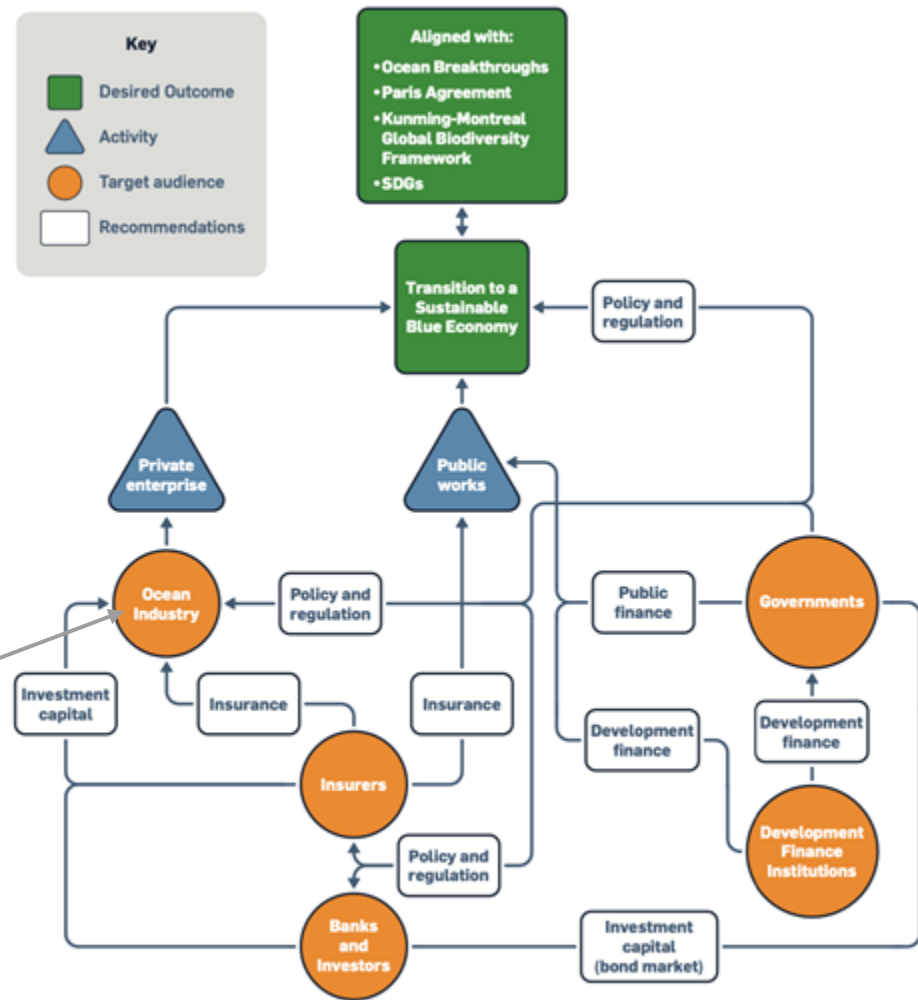 Key
Desired Outcome
Activity
Target audience
Recommendations
Aligned with:
•Ocean Breakthroughs
•Paris Agreement
•Kunming-Montreal
Global Biodiversity
Framework
•SDGs
Transition to a
Sustainable
Blue Economy
Policy and
regulation
Private
enterprise
Public
works
Ocean
Industry
Policy and
regulation
Public
finance
Governments
Investment
capital
Insurance
Insurance
Development
finance
Development
finance
Insurers
Policy and
regulation
Development
Finance
Institutions
Banks
and
Investors
Investment
capital
(bond market)